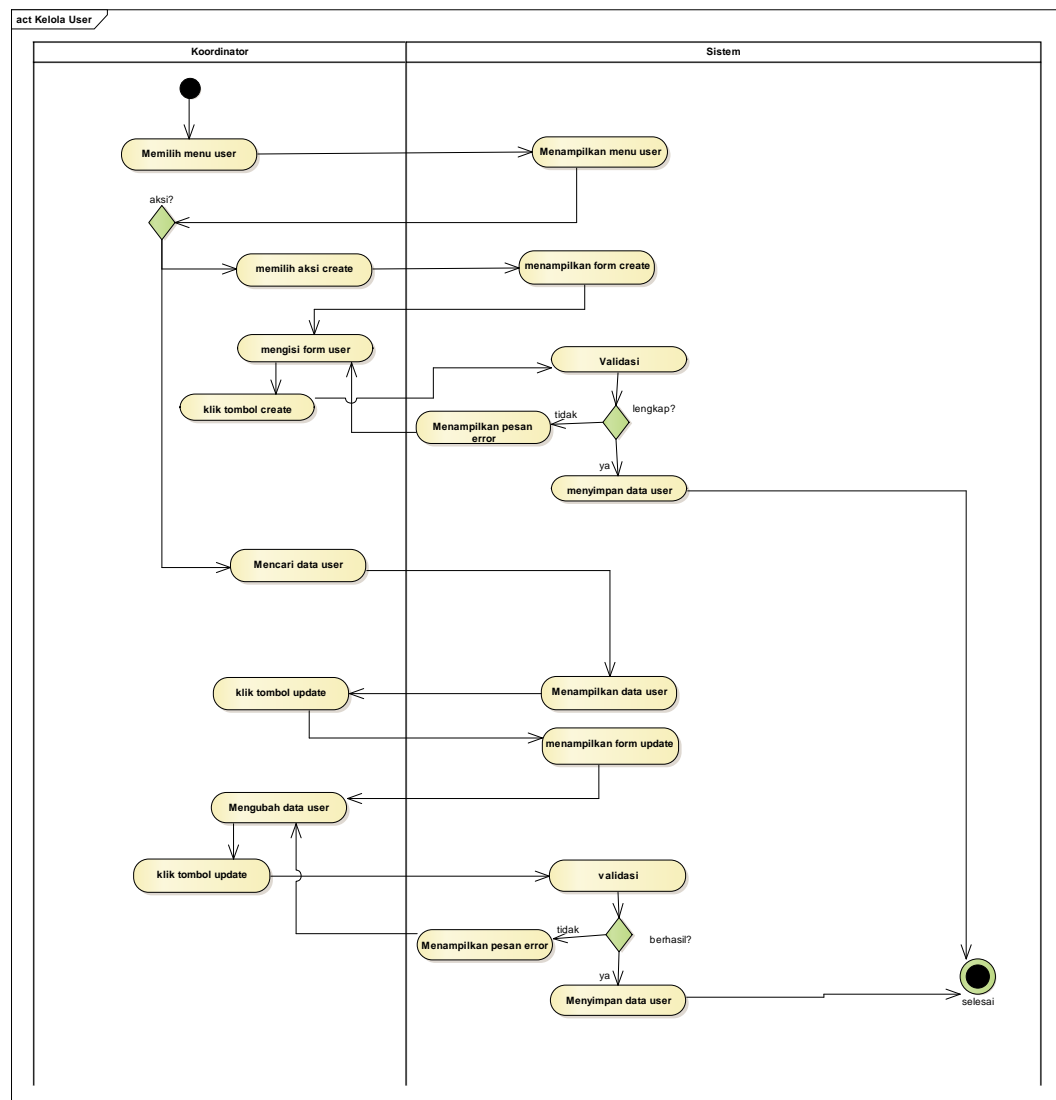 act Kelola User
Koordinator
Sistem
Memilih menu user
Menampilkan menu user
aksi?
memilih aksi create
menampilkan form create
mengisi form user
Validasi
klik tombol create
Menampilkan pesan
error
tidak
lengkap?
ya
menyimpan data user
Mencari data user
klik tombol update
Menampilkan data user
menampilkan form update
Mengubah data user
klik tombol update
validasi
Menampilkan pesan error
tidak
berhasil?
ya
Menyimpan data user
selesai